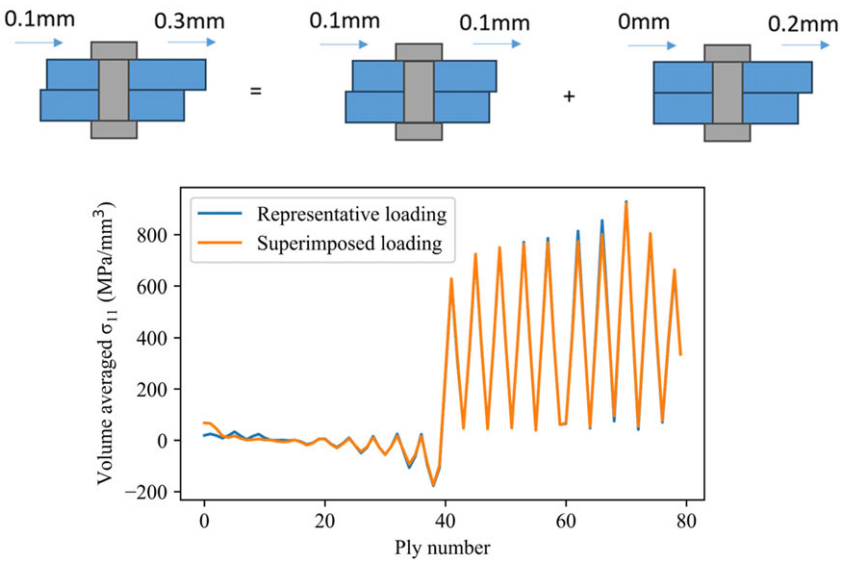 0.1mm 0.3mm 0.1mm 0.1mm 0mm 0.2mm
= +
Representative loading
Superimposed loading
Volume averaged σ₁₁ (MPa/mm³)
800
600
400
200
0
−200
0 20 40 60 80
Ply number